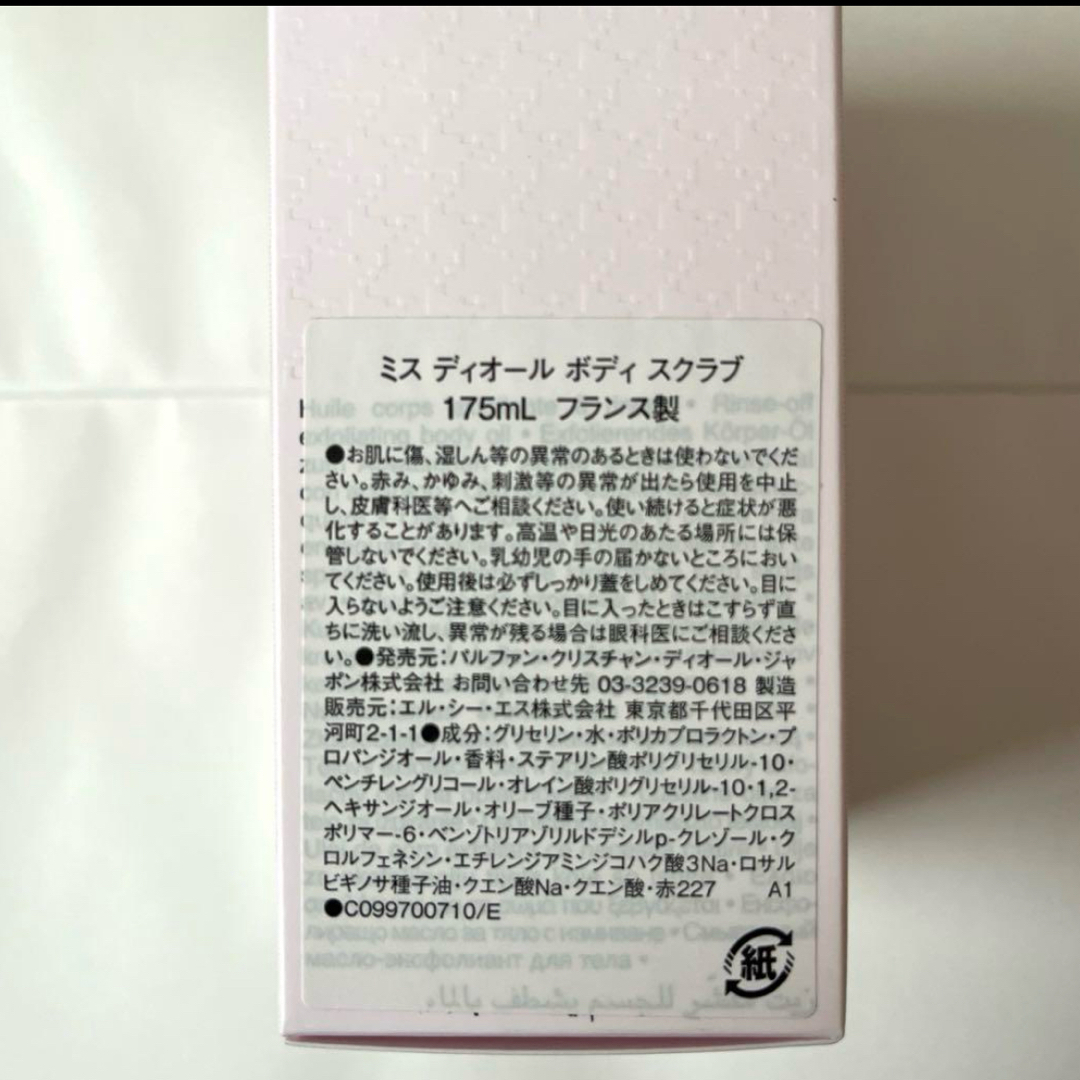 ミス ディオール ボディ スクラブ
175mL フランス製
●お肌に傷、湿しん等の異常のあるときは使わないでくだ
さい。赤み、かゆみ、刺激等の異常が出たら使用を中止
し、皮膚科医等へご相談ください。使い続けると症状が悪
化することがあります。高温や日光のあたる場所には保
管しないでください。乳幼児の手の届かないところにおい
てください。使用後は必ずしっかり蓋をしめてください。目に
入らないようご注意ください。目に入ったときはこすらず直
ちに洗い流し、異常が残る場合は眼科医にご相談くださ
い。●発売元：パルファン・クリスチャン・ディオール・ジャ
ポン株式会社 お問い合わせ先 03-3239-0618 製造
販売元：エル・シー・エス株式会社 東京都千代田区平
河町2-1-1●成分：グリセリン・水・ポリカプロラクトン・プ
ロパンジオール・香料・ステアリン酸ポリグリセリル-10・
ペンチレングリコール・オレイン酸ポリグリセリル-10・1,2-
ヘキサンジオール・オリーブ種子・ポリアクリレートクロス
ポリマー-6・ベンゾトリアゾリルドデシルp-クレゾール・ク
ロルフェネシン・エチレンジアミンジコハク酸3Na・ロサル
ビギノサ種子油・クエン酸Na・クエン酸・赤227 A1
●C099700710/E
紙
Huile corps • Rinse-off
exfoliating body oil • Exfolierendes Körper-Öl
масло за тяло с измиване •
масло-эксфолиант для тела •